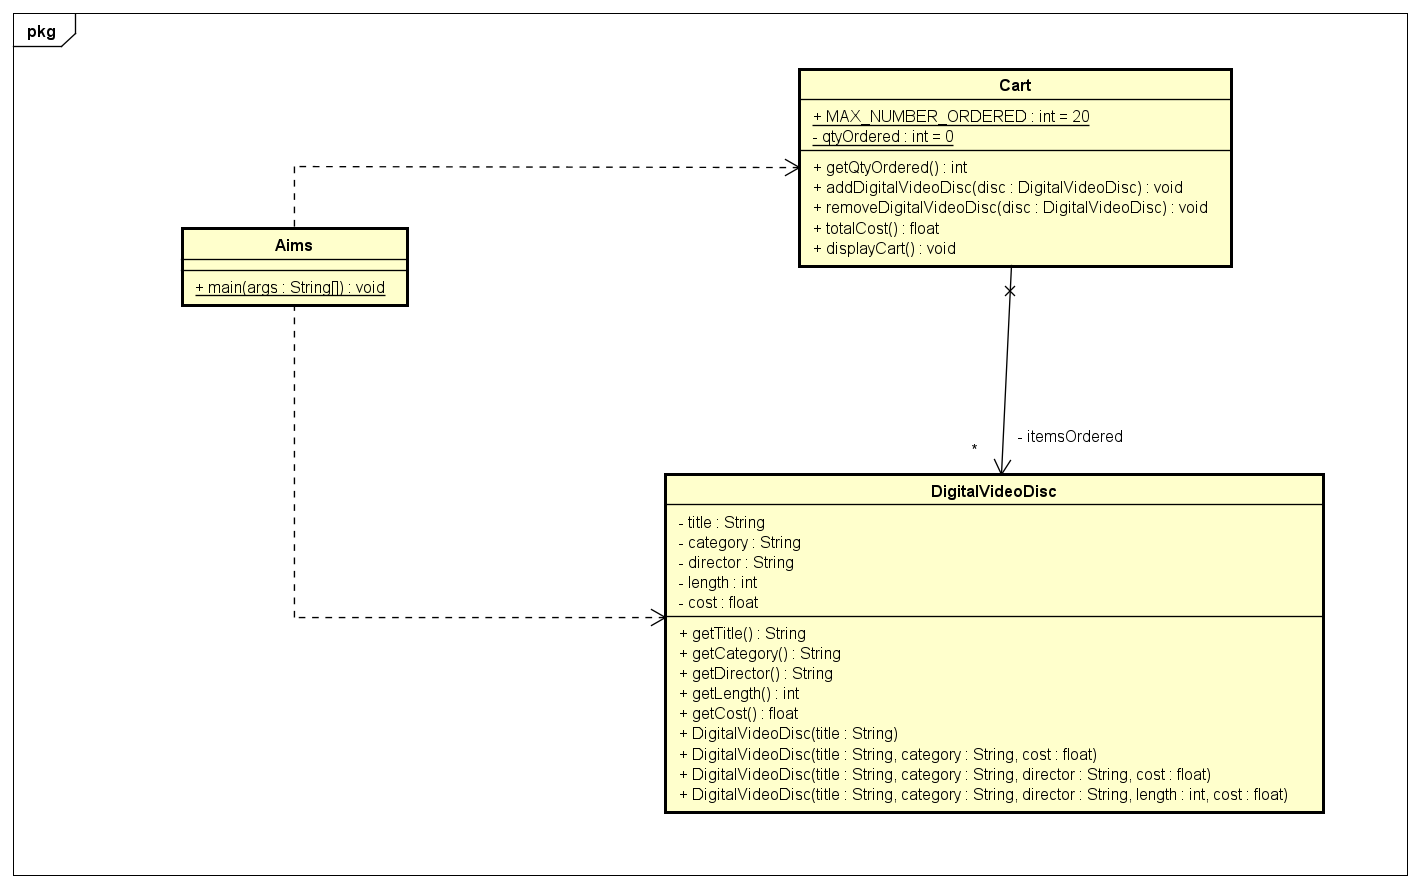 pkg
Cart
+ MAX_NUMBER_ORDERED : int = 20
- qtyOrdered : int = 0
+ getQtyOrdered() : int
+ addDigitalVideoDisc(disc : DigitalVideoDisc) : void
+ removeDigitalVideoDisc(disc : DigitalVideoDisc) : void
+ totalCost() : float
+ displayCart() : void
Aims
+ main(args : String[]) : void
- itemsOrdered
*
DigitalVideoDisc
- title : String
- category : String
- director : String
- length : int
- cost : float
+ getTitle() : String
+ getCategory() : String
+ getDirector() : String
+ getLength() : int
+ getCost() : float
+ DigitalVideoDisc(title : String)
+ DigitalVideoDisc(title : String, category : String, cost : float)
+ DigitalVideoDisc(title : String, category : String, director : String, cost : float)
+ DigitalVideoDisc(title : String, category : String, director : String, length : int, cost : float)